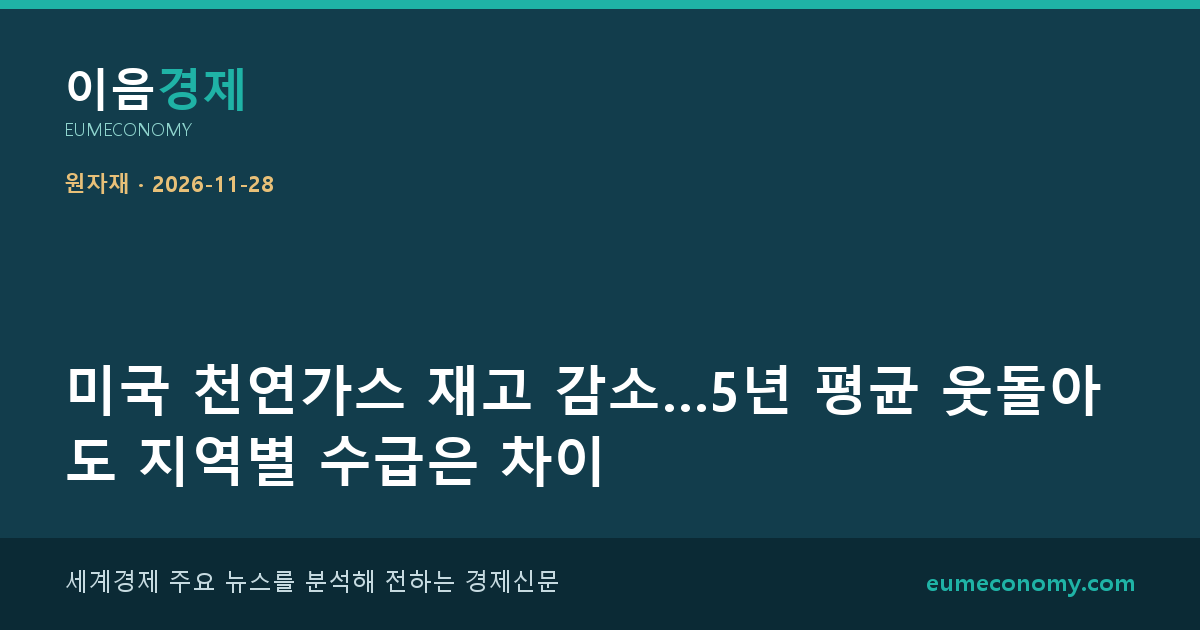 이음경제
EUMECONOMY
원자재 · 2026-11-28
미국 천연가스 재고 감소…5년 평균 웃돌아
도 지역별 수급은 차이
세계경제 주요 뉴스를 분석해 전하는 경제신문
eumeconomy.com